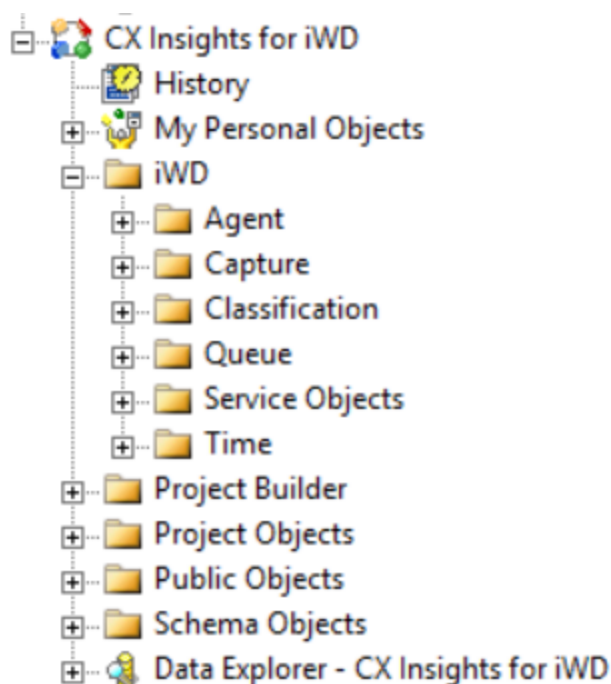 CX Insights for iWD
History
My Personal Objects
iWD
Agent
Capture
Classification
Queue
Service Objects
Time
Project Builder
Project Objects
Public Objects
Schema Objects
Data Explorer - CX Insights for iWD